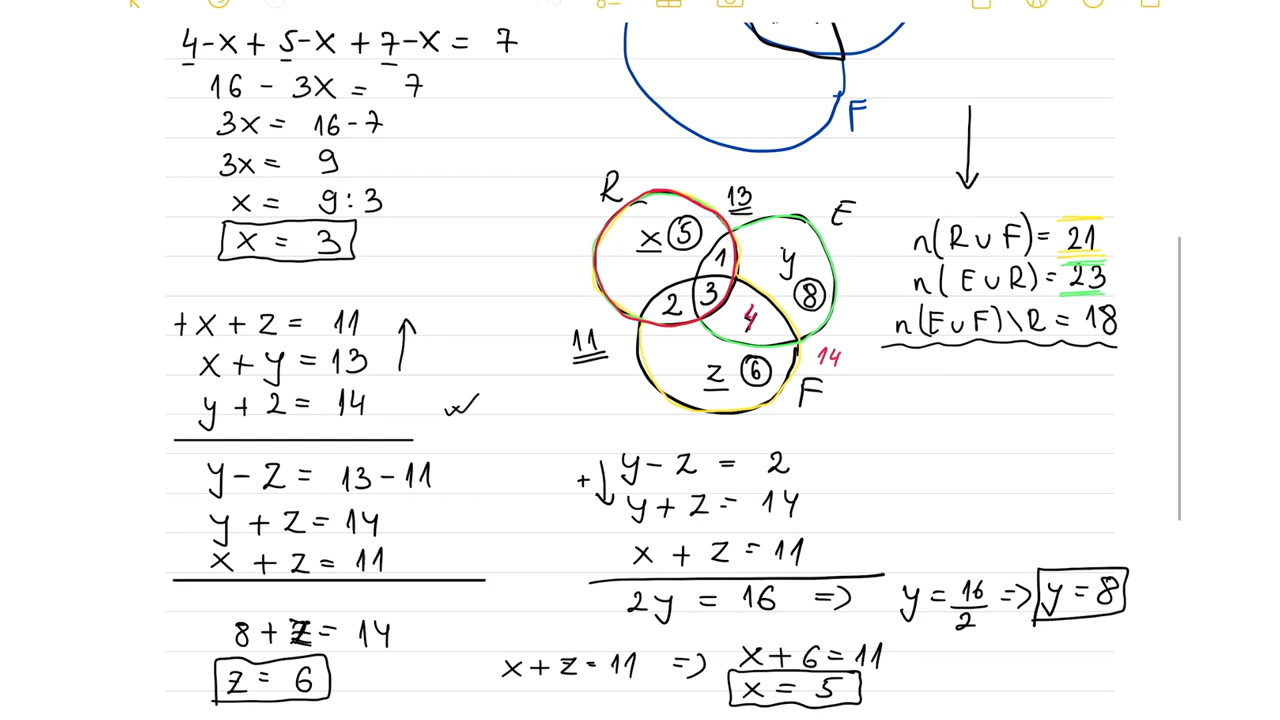 4-x + 5-x + 7-x = 7
16 - 3x = 7
3x = 16-7
3x = 9
x = 9:3
x = 3
F
R
13
E
x 5
1
y
8
2
3
4
11
14
z 6
F
n(R∪F) = 21
n(E∪R) = 23
n(E∪F)\R = 18
+x + z = 11
x + y = 13
y + 2 = 14
y - z = 13 - 11
y + z = 14
x + z = 11
8 + z = 14
z = 6
+ y - z = 2
y + z = 14
x + z = 11
2y = 16 => y = 16/2 => y = 8
x + z = 11 => x + 6 = 11
x = 5